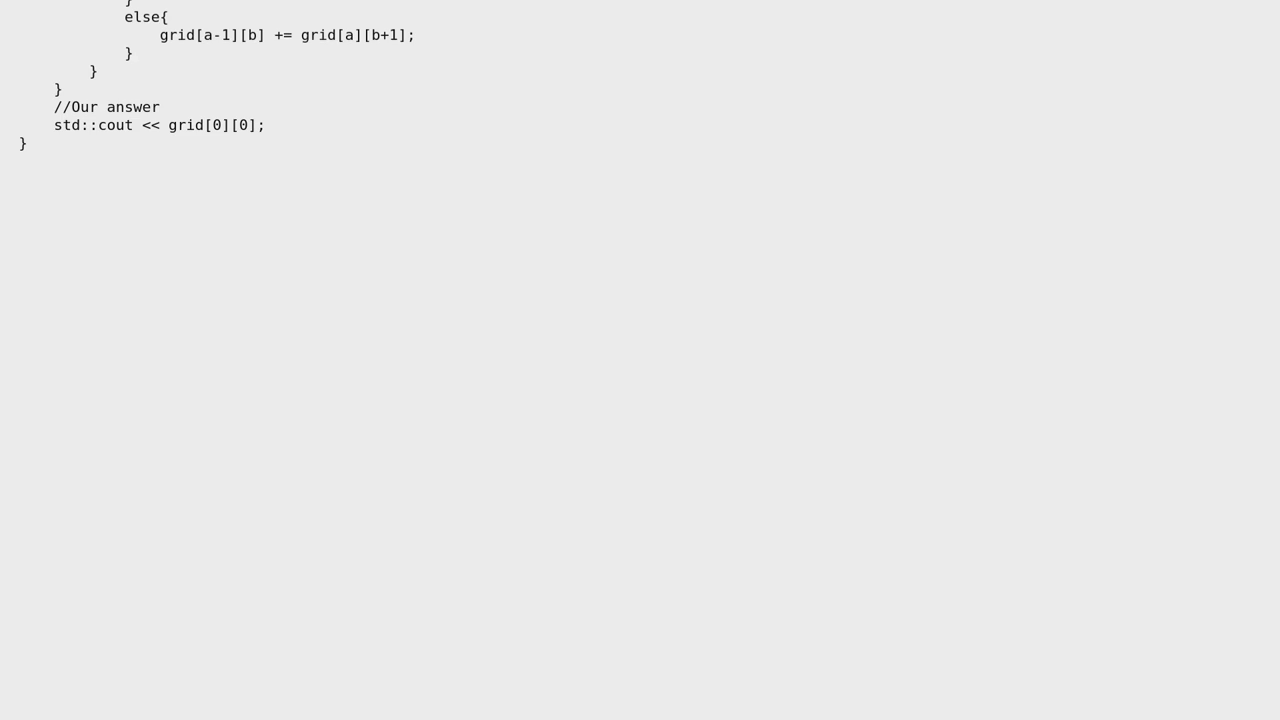 }
else{
grid[a-1][b] += grid[a][b+1];
}
}
}
//Our answer
std::cout << grid[0][0];
}